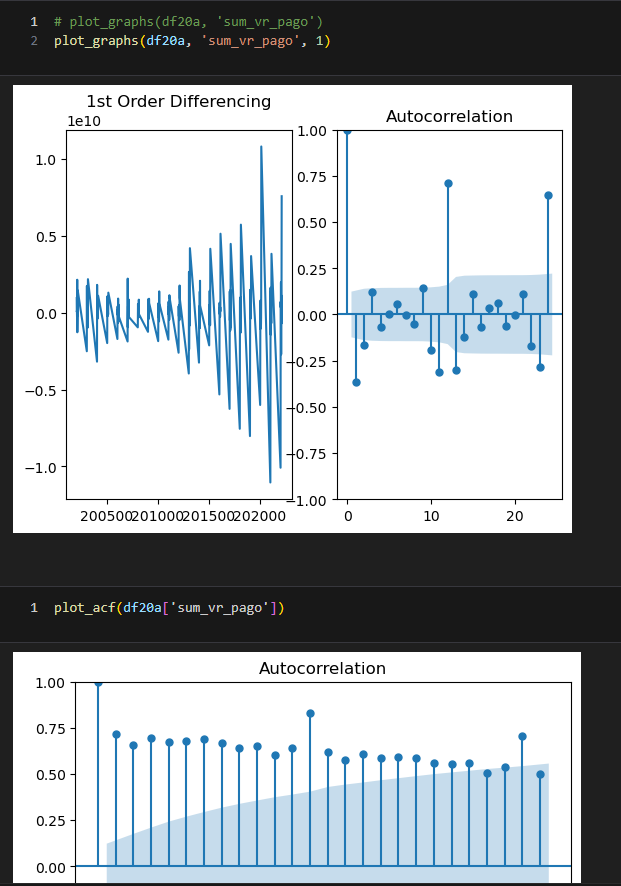 1 # plot_graphs(df20a, 'sum_vr_pago')
2 plot_graphs(df20a, 'sum_vr_pago', 1)
1st Order Differencing
1e10
1.0
0.5
0.0
−0.5
−1.0
200500 201000 201500 202000
Autocorrelation
1.00
0.75
0.50
0.25
0.00
−0.25
−0.50
−0.75
−1.00
0 10 20
1 plot_acf(df20a['sum_vr_pago'])
Autocorrelation
1.00
0.75
0.50
0.25
0.00